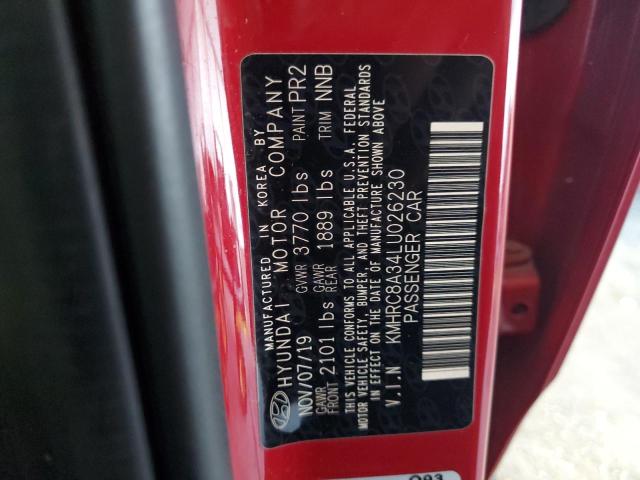 MANUFACTURED IN KOREA BY
HYUNDAI MOTOR COMPANY
NOV/07/19 GVWR 3770 lbs PAINT PR2
GAWR FRONT 2101 lbs GAWR REAR 1889 lbs TRIM NNB
THIS VEHICLE CONFORMS TO ALL APPLICABLE U.S.A. FEDERAL
MOTOR VEHICLE SAFETY, BUMPER, AND THEFT PREVENTION STANDARDS
IN EFFECT ON THE DATE OF MANUFACTURE SHOWN ABOVE
V.I.N KMHRC8A34LU026230
PASSENGER CAR